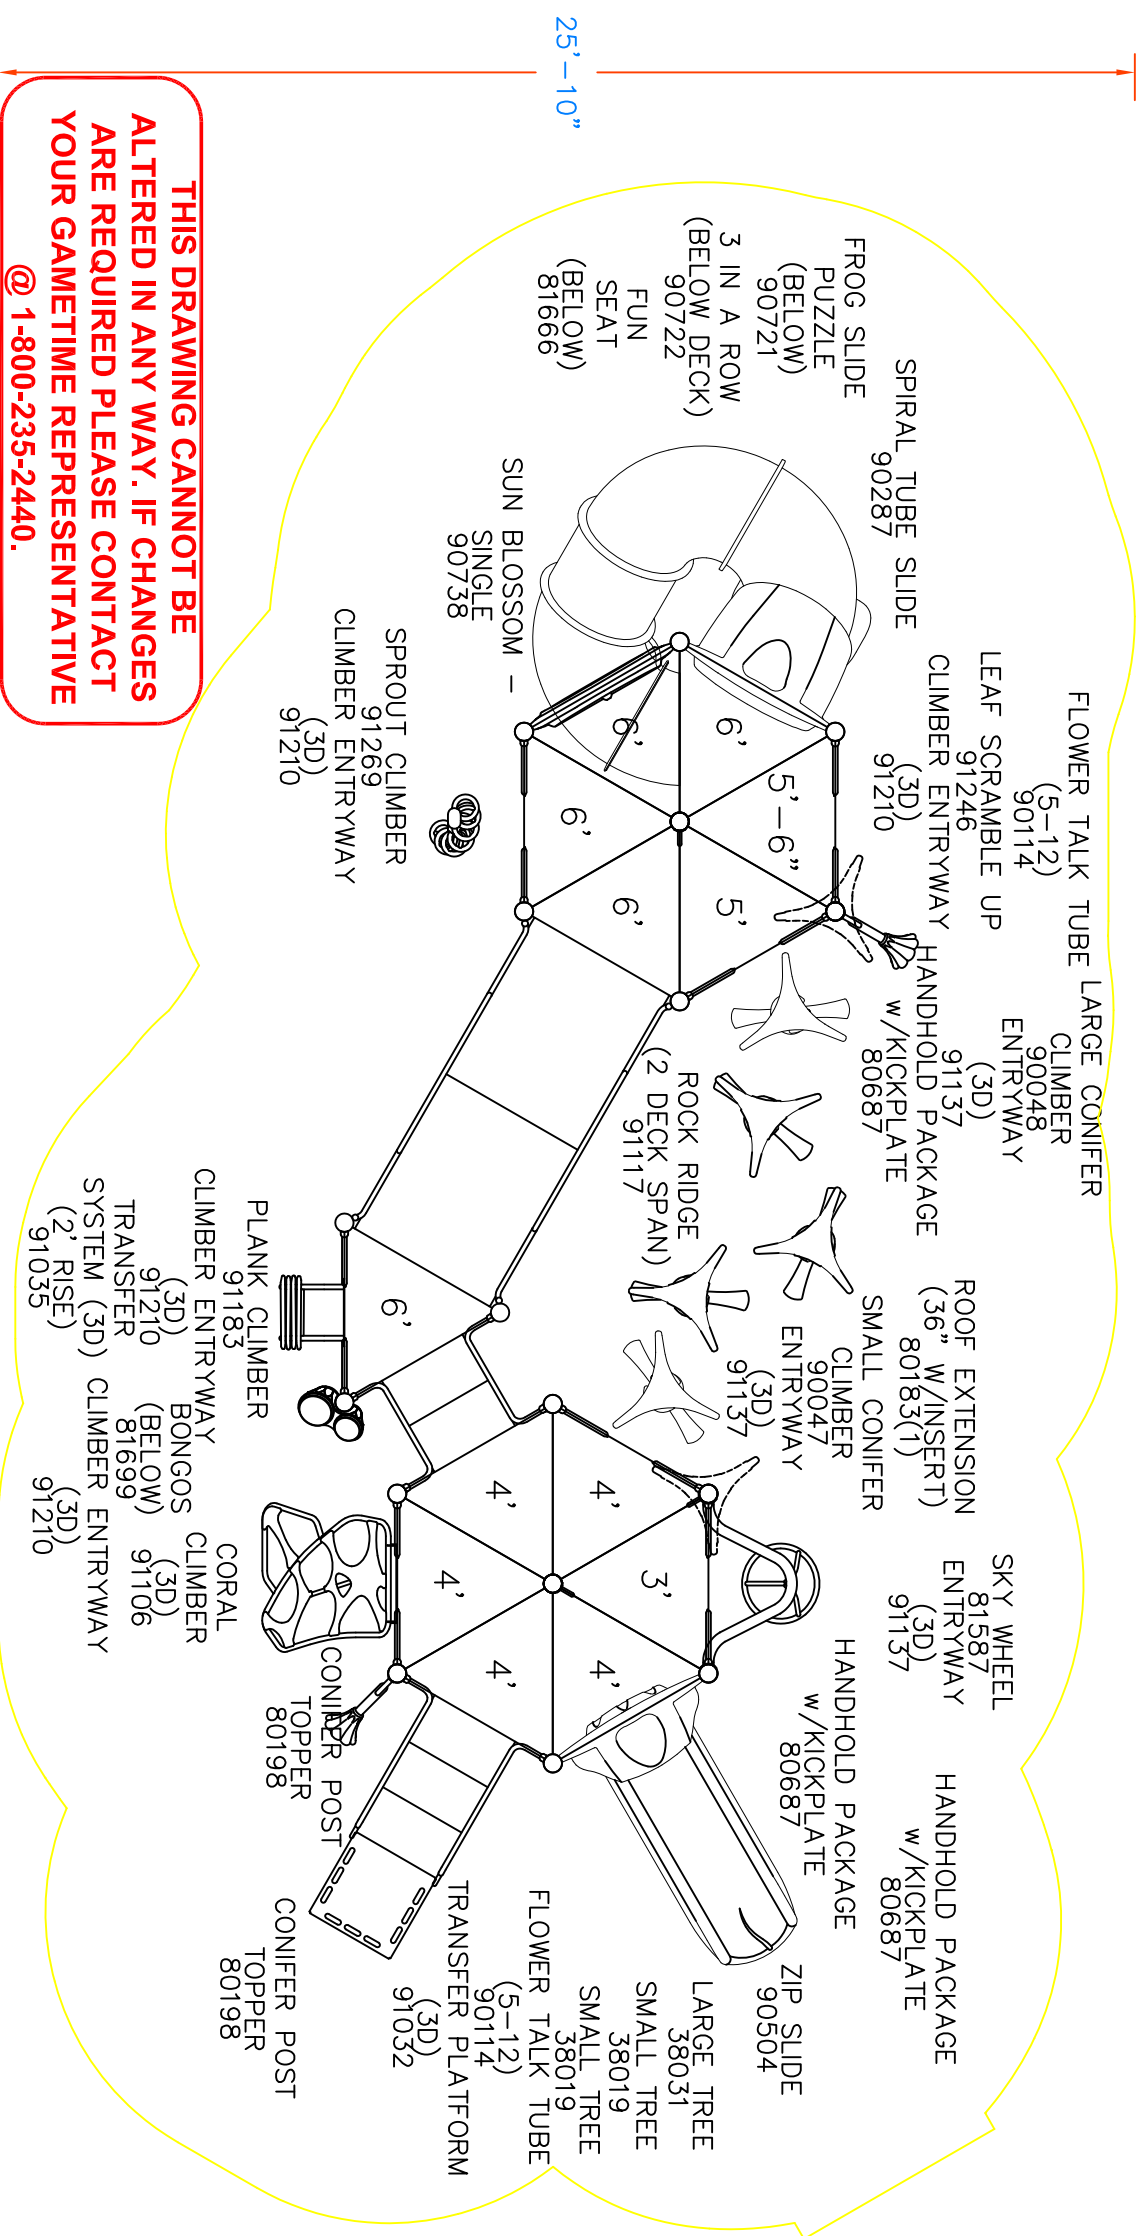 25'-10"
THIS DRAWING CANNOT BE
ALTERED IN ANY WAY. IF CHANGES
ARE REQUIRED PLEASE CONTACT
YOUR GAMETIME REPRESENTATIVE
@ 1-800-235-2440.
FROG SLIDE
PUZZLE
(BELOW)
90721
3 IN A ROW
(BELOW DECK)
90722
FUN
SEAT
(BELOW)
81666
SPIRAL TUBE SLIDE
90287
SUN BLOSSOM -
SINGLE
90738
SPROUT CLIMBER
91269
CLIMBER ENTRYWAY
(3D)
91210
FLOWER TALK TUBE
(5-12)
90114
LEAF SCRAMBLE UP
91246
CLIMBER ENTRYWAY
(3D)
91210
6'
5'-6"
5'
6'
6'
6'
LARGE CONIFER
CLIMBER
90048
ENTRYWAY
(3D)
91137
HANDHOLD PACKAGE
w/KICKPLATE
80687
ROCK RIDGE
(2 DECK SPAN)
91117
PLANK CLIMBER
91183
CLIMBER ENTRYWAY
(3D)
91210
TRANSFER
SYSTEM (3D)
(2' RISE)
91035
6'
ROOF EXTENSION
(36" W/INSERT)
80183(1)
SMALL CONIFER
CLIMBER
90047
ENTRYWAY
(3D)
91137
BONGOS
(BELOW)
81699
CLIMBER ENTRYWAY
(3D)
91210
CORAL
CLIMBER
(3D)
91106
4'
3'
4'
4'
4'
4'
SKY WHEEL
81587
ENTRYWAY
(3D)
91137
HANDHOLD PACKAGE
w/KICKPLATE
80687
CONIFER POST
TOPPER
80198
HANDHOLD PACKAGE
w/KICKPLATE
80687
ZIP SLIDE
90504
LARGE TREE
38031
SMALL TREE
38019
SMALL TREE
38019
FLOWER TALK TUBE
(5-12)
90114
TRANSFER PLATFORM
(3D)
91032
CONIFER POST
TOPPER
80198